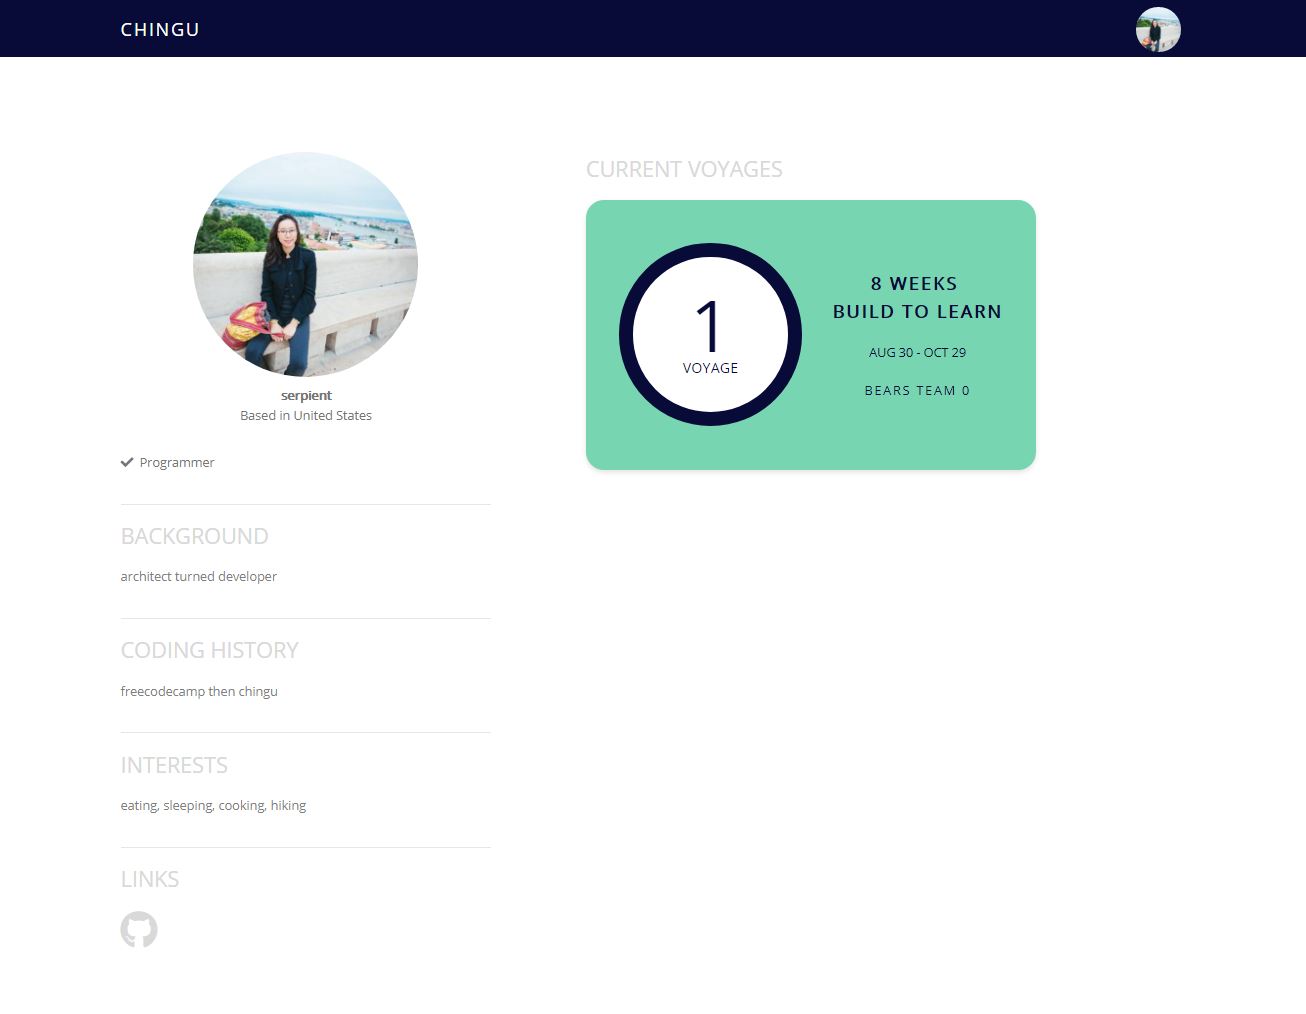 CHINGU
serpient
Based in United States
Programmer
BACKGROUND
architect turned developer
CODING HISTORY
freecodecamp then chingu
INTERESTS
eating, sleeping, cooking, hiking
LINKS
CURRENT VOYAGES
1
VOYAGE
8 WEEKS
BUILD TO LEARN
AUG 30 - OCT 29
BEARS TEAM 0